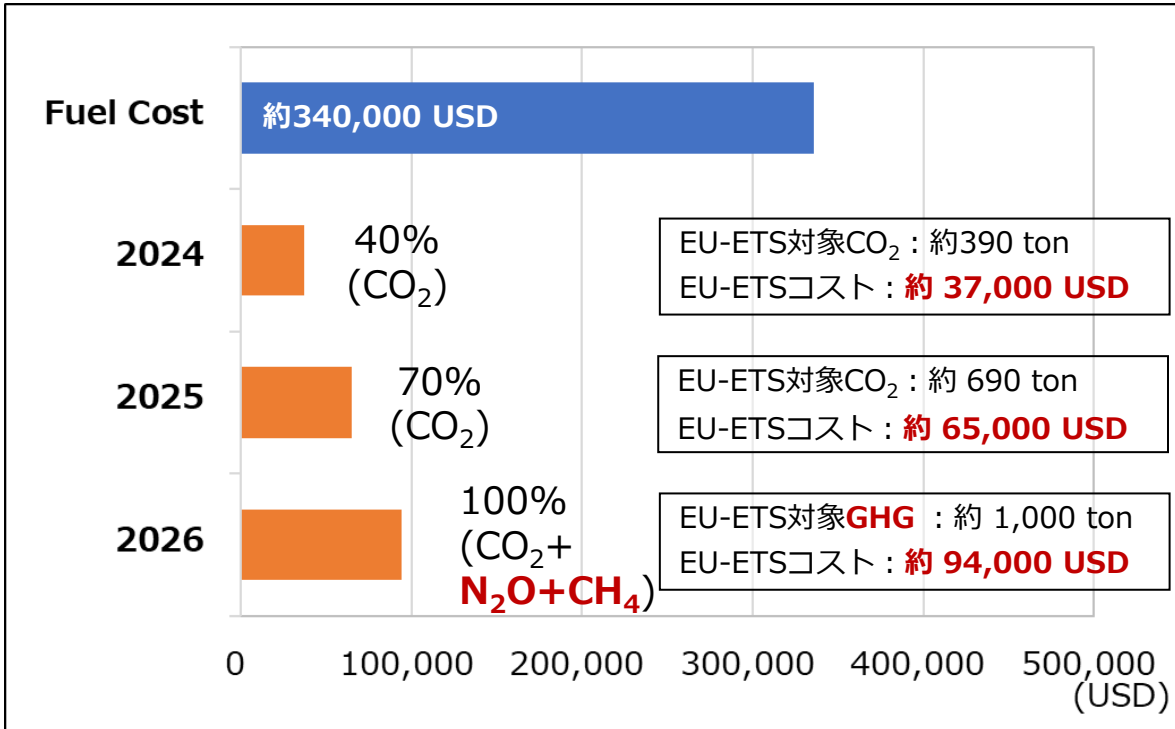 Fuel Cost
約340,000 USD
2024
40%
(CO₂)
EU-ETS対象CO₂：約390 ton
EU-ETSコスト：約 37,000 USD
2025
70%
(CO₂)
EU-ETS対象CO₂：約 690 ton
EU-ETSコスト：約 65,000 USD
2026
100%
(CO₂+
N₂O+CH₄)
EU-ETS対象GHG ：約 1,000 ton
EU-ETSコスト：約 94,000 USD
0 100,000 200,000 300,000 400,000 500,000
(USD)